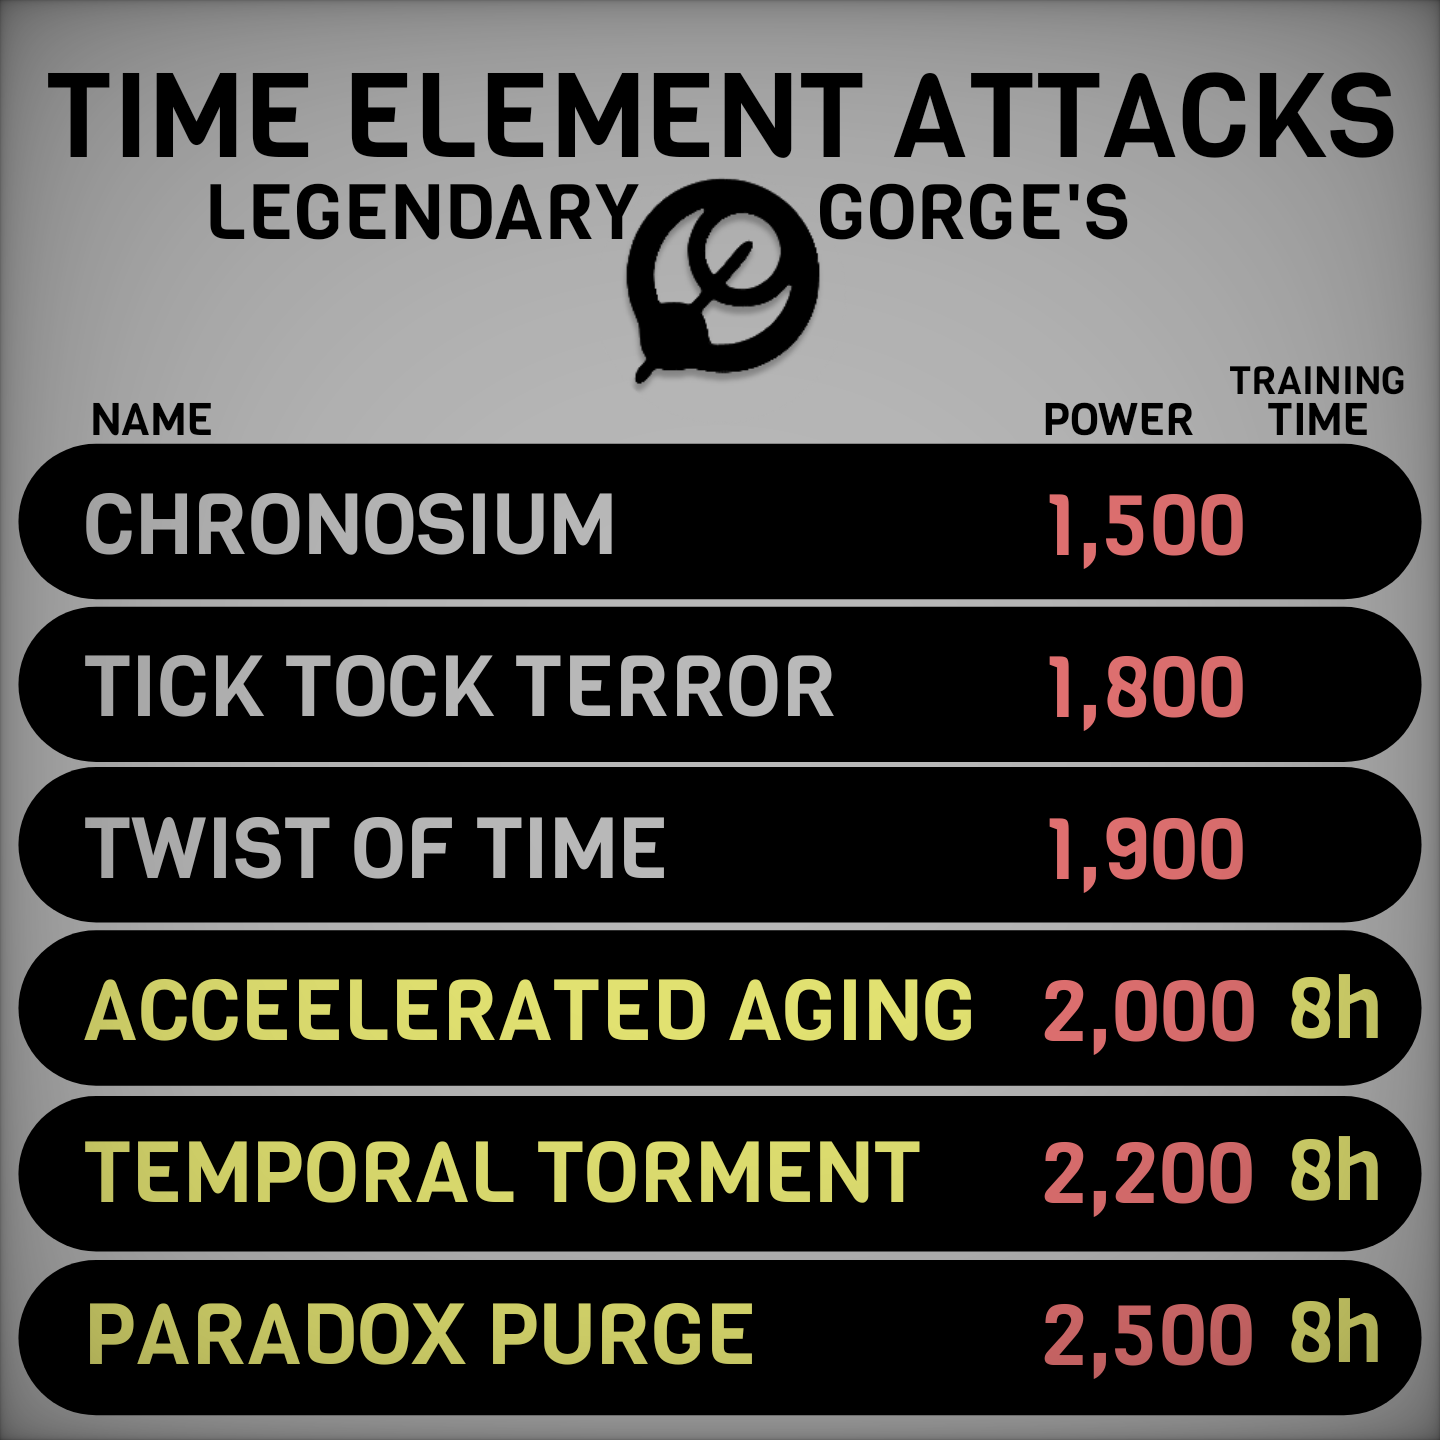 TIME ELEMENT ATTACKS
LEGENDARY GORGE'S
NAME POWER TRAINING TIME
CHRONOSIUM 1,500
TICK TOCK TERROR 1,800
TWIST OF TIME 1,900
ACCEELERATED AGING 2,000 8h
TEMPORAL TORMENT 2,200 8h
PARADOX PURGE 2,500 8h